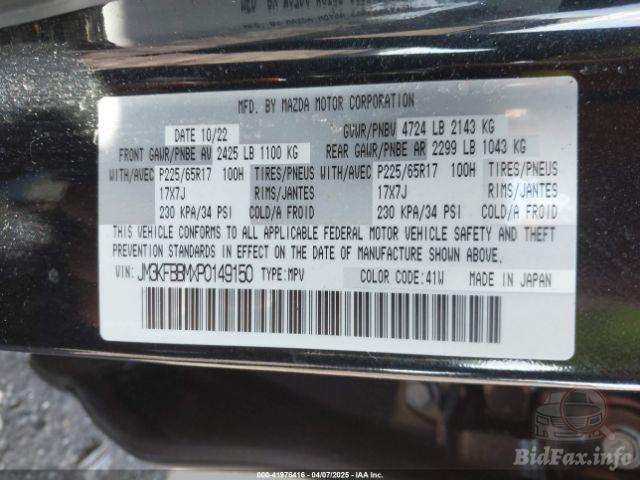 MFD. BY MAZDA MOTOR CORPORATION
DATE 10/22 GVWR/PNBV 4724 LB 2143 KG
FRONT GAWR/PNBE AV 2425 LB 1100 KG REAR GAWR/PNBE AR 2299 LB 1043 KG
WITH/AVEC P225/65R17 100H TIRES/PNEUS WITH/AVEC P225/65R17 100H TIRES/PNEUS
17X7J RIMS/JANTES 17X7J RIMS/JANTES
230 KPA/34 PSI COLD/A FROID 230 KPA/34 PSI COLD/A FROID
THIS VEHICLE CONFORMS TO ALL APPLICABLE FEDERAL MOTOR VEHICLE SAFETY AND THEFT
PREVENTION STANDARDS IN EFFECT ON THE DATE OF MANUFACTURE SHOWN ABOVE.
VIN: JM3KFBBMXP0149150 TYPE:MPV COLOR CODE:41W MADE IN JAPAN
BidFax.info
00-41976416 - 04/07/2025 - IAA Inc.